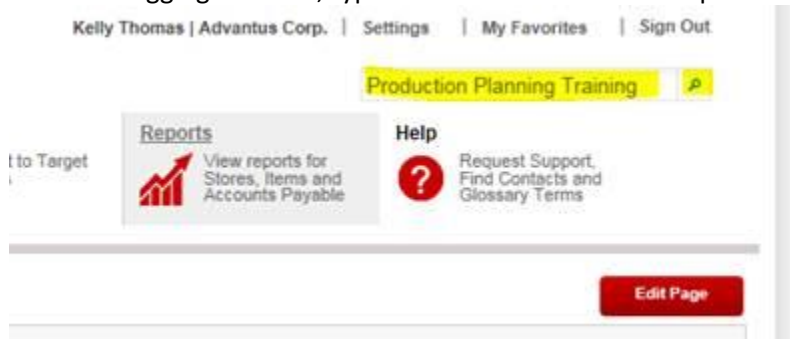 Kelly Thomas | Advantus Corp. | Settings | My Favorites | Sign Out
Production Planning Training
Reports
Help
t to Target
View reports for
Stores, Items and
Accounts Payable
?
Request Support,
Find Contacts and
Glossary Terms
Edit Page